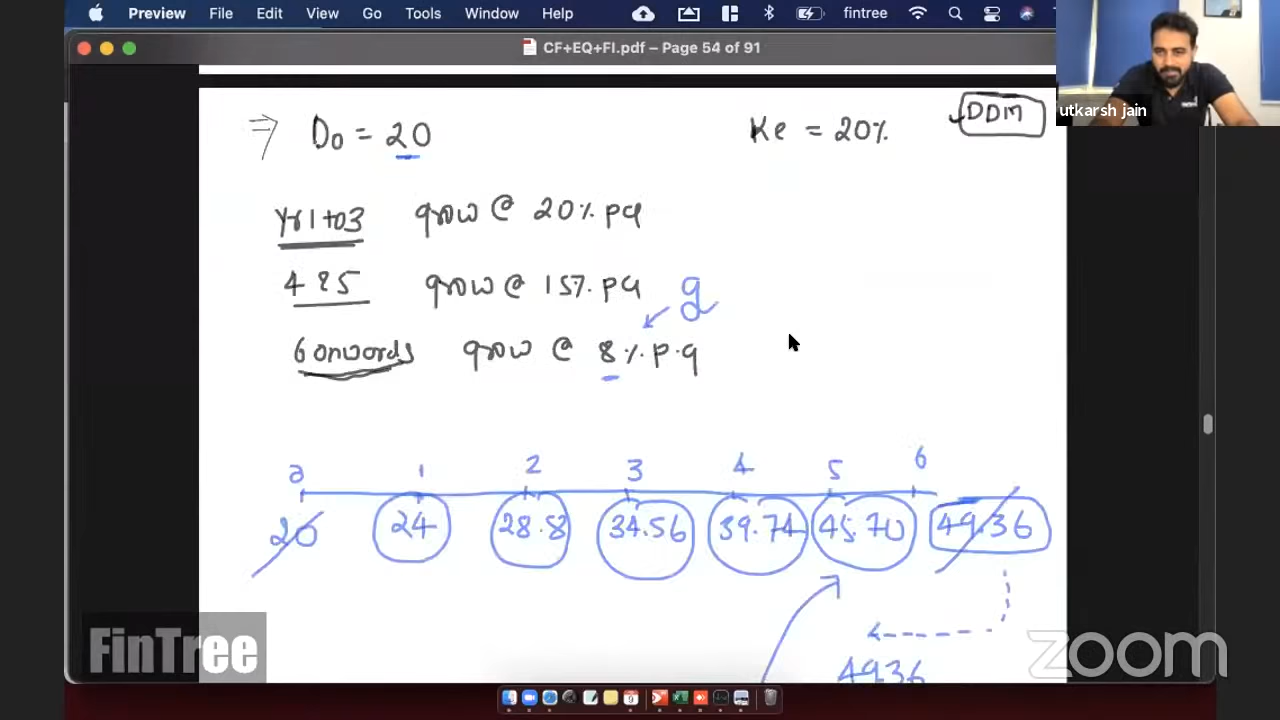 Preview File Edit View Go Tools Window Help fintree
CF+EQ+FI.pdf – Page 54 of 91
utkarsh jain
⇒ D0 = 20 Ke = 20% DDM
Yr 1 to 3 grow @ 20% pa
4 & 5 grow @ 15% pa g
6 onwords grow @ 8% p.a
0 1 2 3 4 5 6
20 24 28.8 34.56 39.74 45.70 49.36
4936
FinTree
zoom